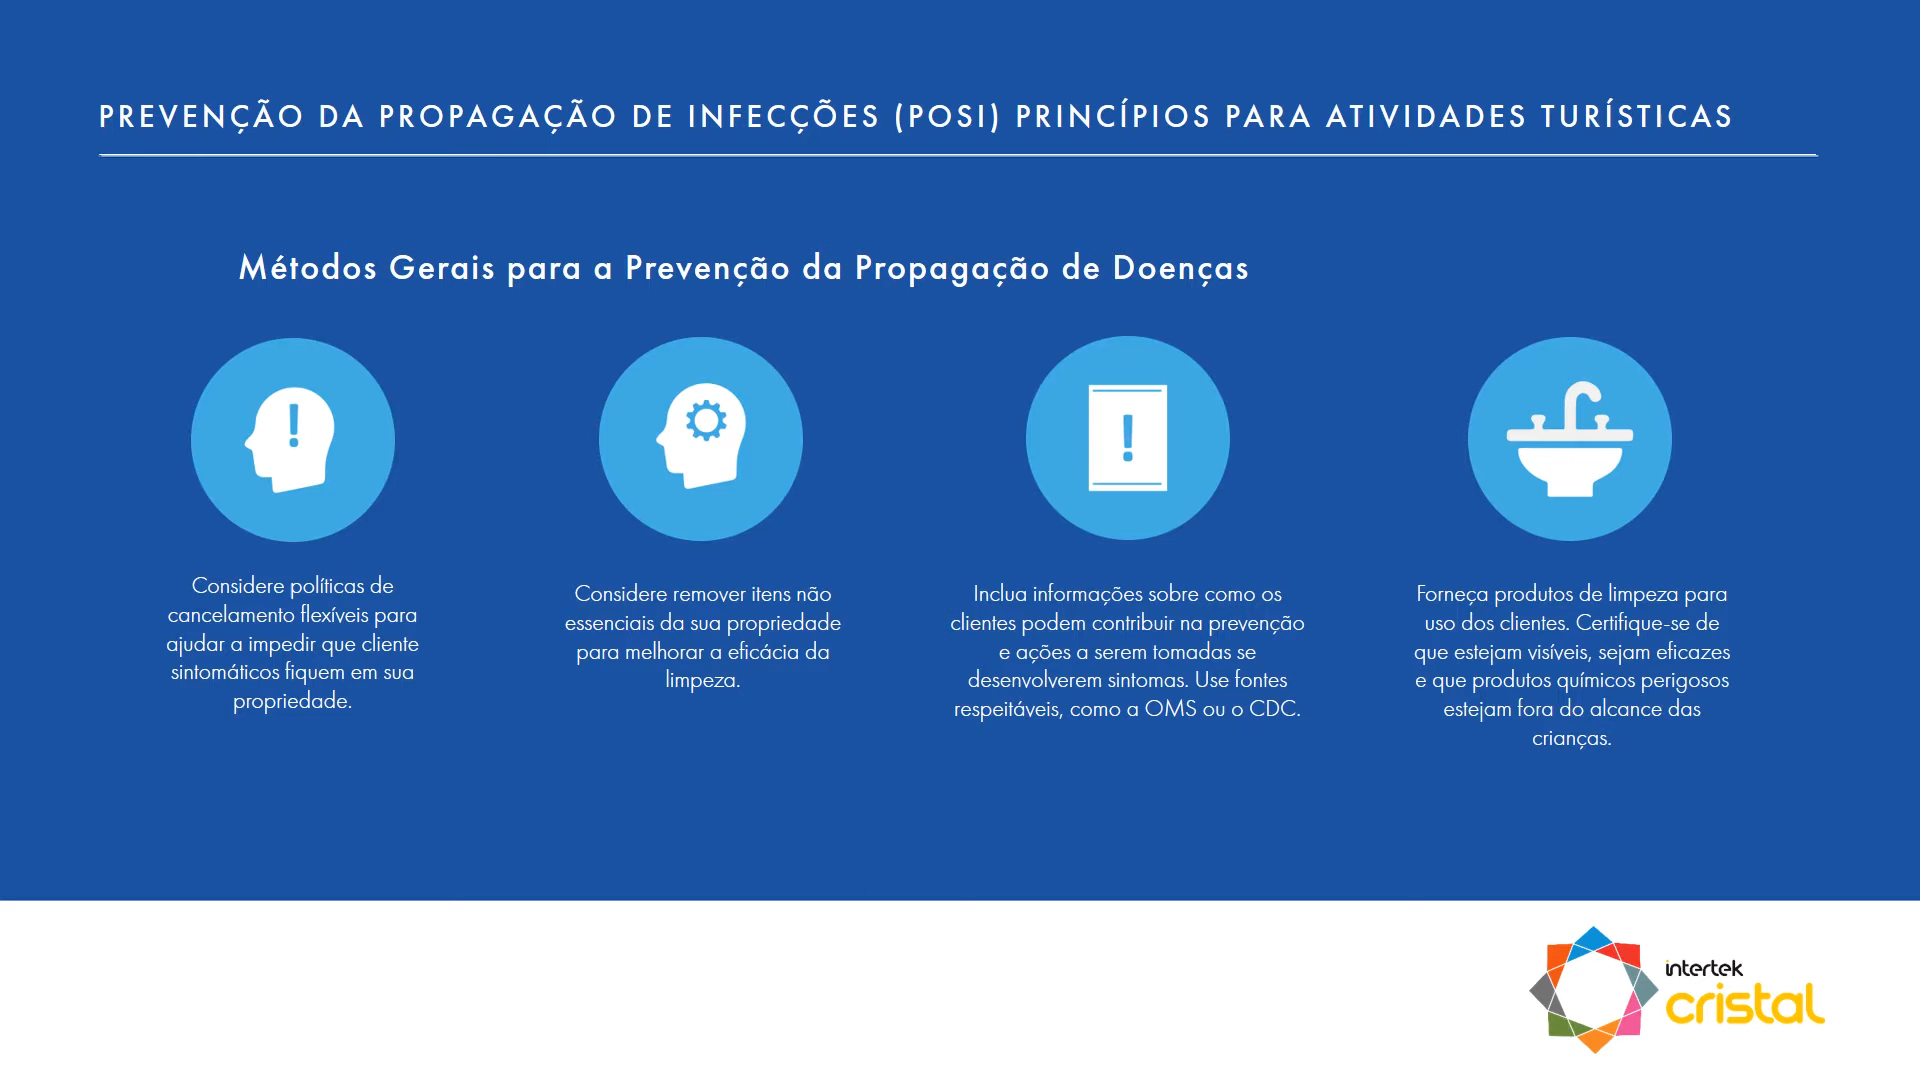 PREVENÇÃO DA PROPAGAÇÃO DE INFECÇÕES (POSI) PRINCÍPIOS PARA ATIVIDADES TURÍSTICAS
Métodos Gerais para a Prevenção da Propagação de Doenças
Considere políticas de
cancelamento flexíveis para
ajudar a impedir que cliente
sintomáticos fiquem em sua
propriedade.
Considere remover itens não
essenciais da sua propriedade
para melhorar a eficácia da
limpeza.
Inclua informações sobre como os
clientes podem contribuir na prevenção
e ações a serem tomadas se
desenvolverem sintomas. Use fontes
respeitáveis, como a OMS ou o CDC.
Forneça produtos de limpeza para
uso dos clientes. Certifique-se de
que estejam visíveis, sejam eficazes
e que produtos químicos perigosos
estejam fora do alcance das
crianças.
intertek
cristal